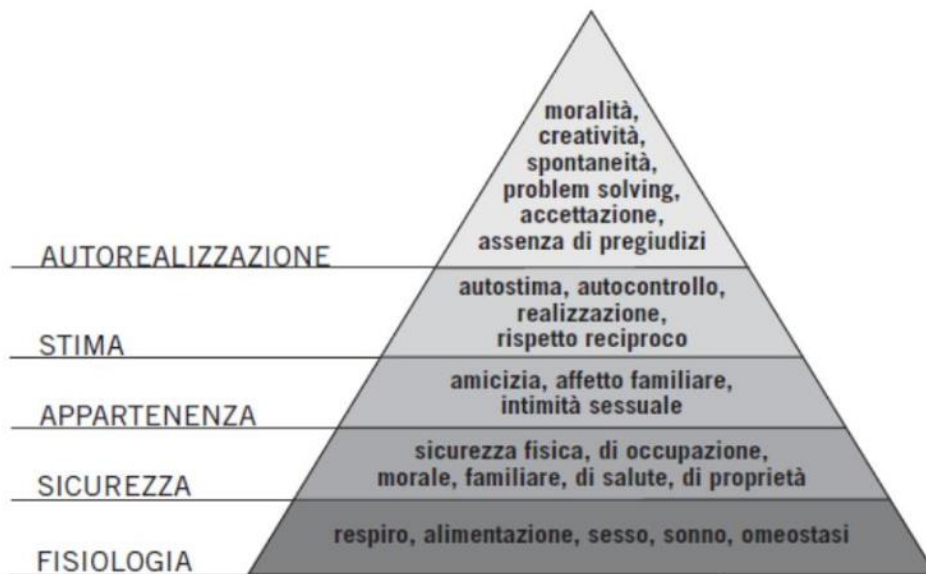 moralità,
creatività,
spontaneità,
problem solving,
accettazione,
assenza di pregiudizi
AUTOREALIZZAZIONE
autostima, autocontrollo,
realizzazione,
rispetto reciproco
STIMA
amicizia, affetto familiare,
intimità sessuale
APPARTENENZA
sicurezza fisica, di occupazione,
morale, familiare, di salute, di proprietà
SICUREZZA
respiro, alimentazione, sesso, sonno, omeostasi
FISIOLOGIA